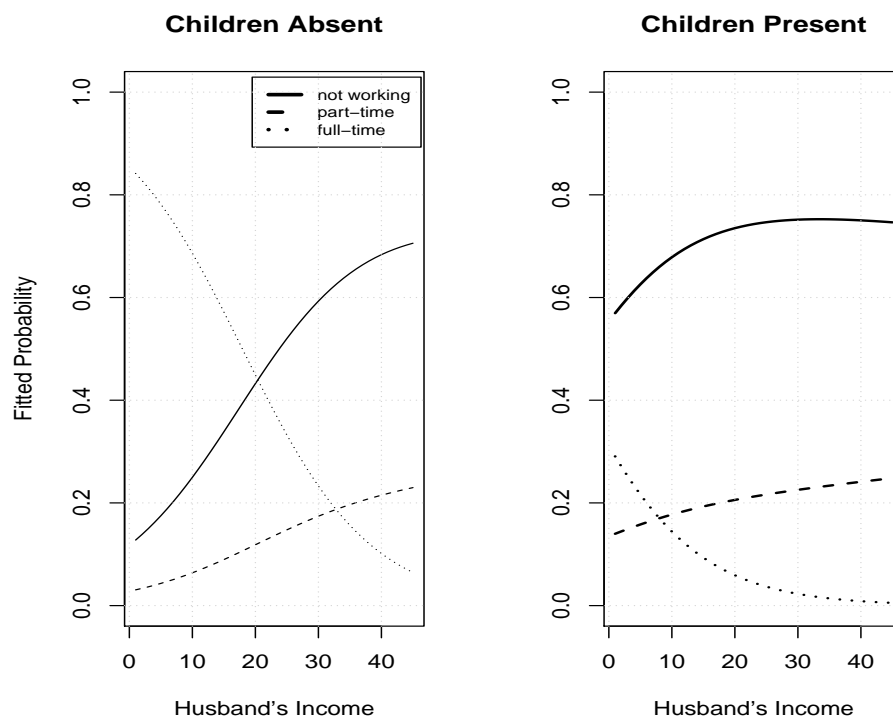 Children Absent
Children Present
not working
part−time
full−time
Fitted Probability
1.0
0.8
0.6
0.4
0.2
0.0
0 10 20 30 40
Husband's Income
1.0
0.8
0.6
0.4
0.2
0.0
0 10 20 30 40
Husband's Income